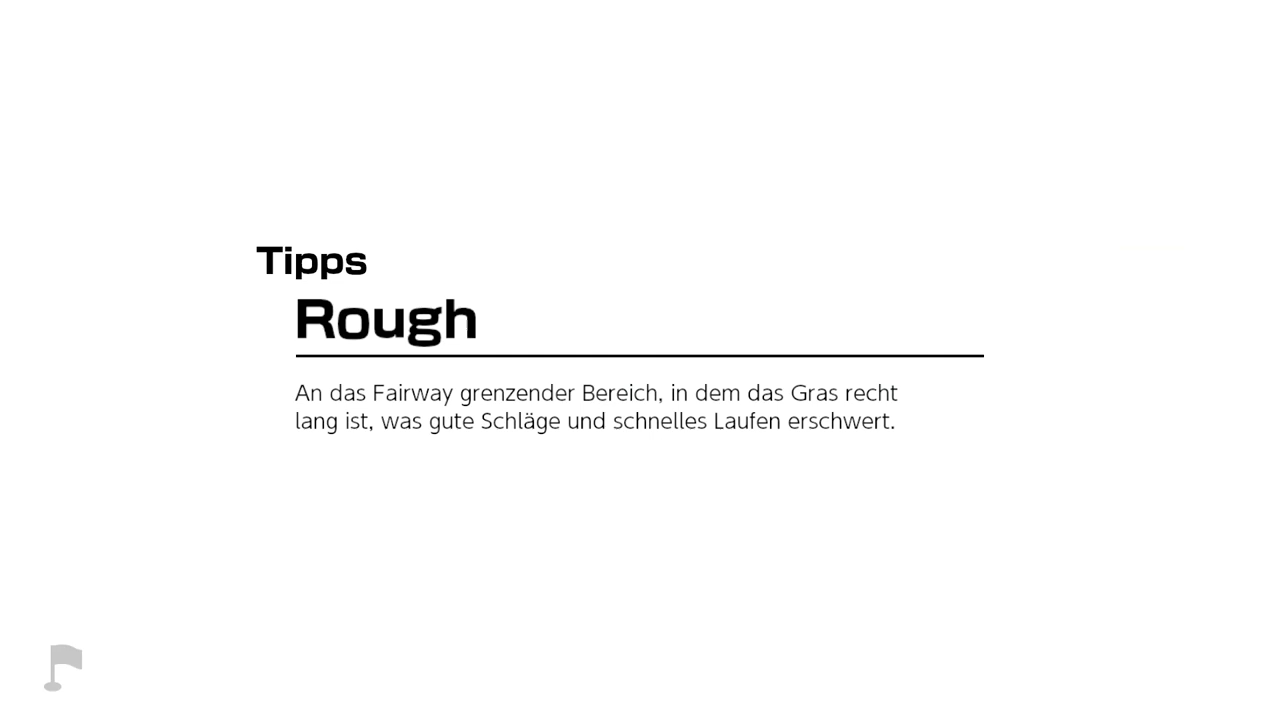 Tipps
Rough
An das Fairway grenzender Bereich, in dem das Gras recht
lang ist, was gute Schläge und schnelles Laufen erschwert.